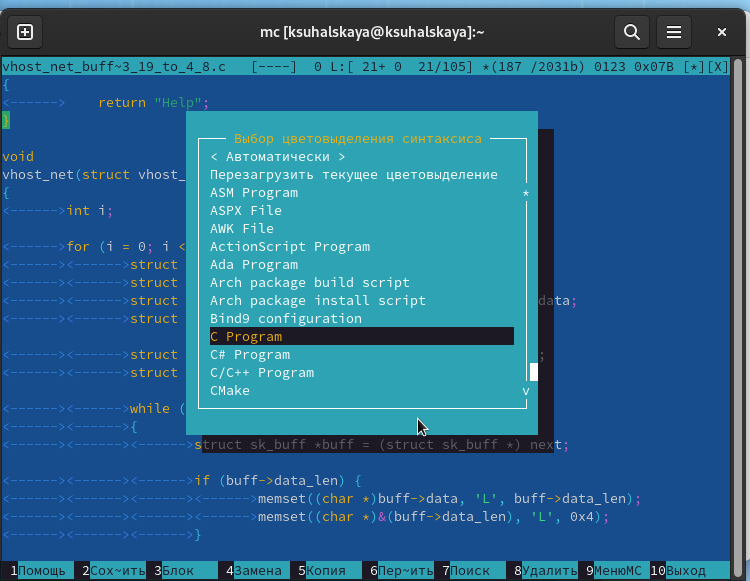 mc [ksuhalskaya@ksuhalskaya]:~
vhost_net_buff~3_19_to_4_8.c [----] 0 L:[ 21+ 0 21/105] *(187 /2031b) 0123 0x07B [*][X]
{
<------> return "Help";
}
Выбор цветовыделения синтаксиса
void < Автоматически >
vhost_net(struct vhost_ Перезагрузить текущее цветовыделение
{ ASM Program *
<------>int i; ASPX File
AWK File
<------>for (i = 0; i < ActionScript Program
<------><------>struct Ada Program
<------><------>struct Arch package build script
<------><------>struct Arch package install script data;
<------><------>struct Bind9 configuration
C Program
<------><------>struct C# Program ;
<------><------>struct C/C++ Program
CMake v
<------><------>while (
<------><------>{
<------><------><------>struct sk_buff *buff = (struct sk_buff *) next;
<------><------><------>if (buff->data_len) {
<------><------><------><------>memset((char *)buff->data, 'L', buff->data_len);
<------><------><------><------>memset((char *)&(buff->data_len), 'L', 0x4);
<------><------><------>}
1Помощь 2Сох~ить 3Блок 4Замена 5Копия 6Пер~ить 7Поиск 8Удалить 9МенюМС 10Выход